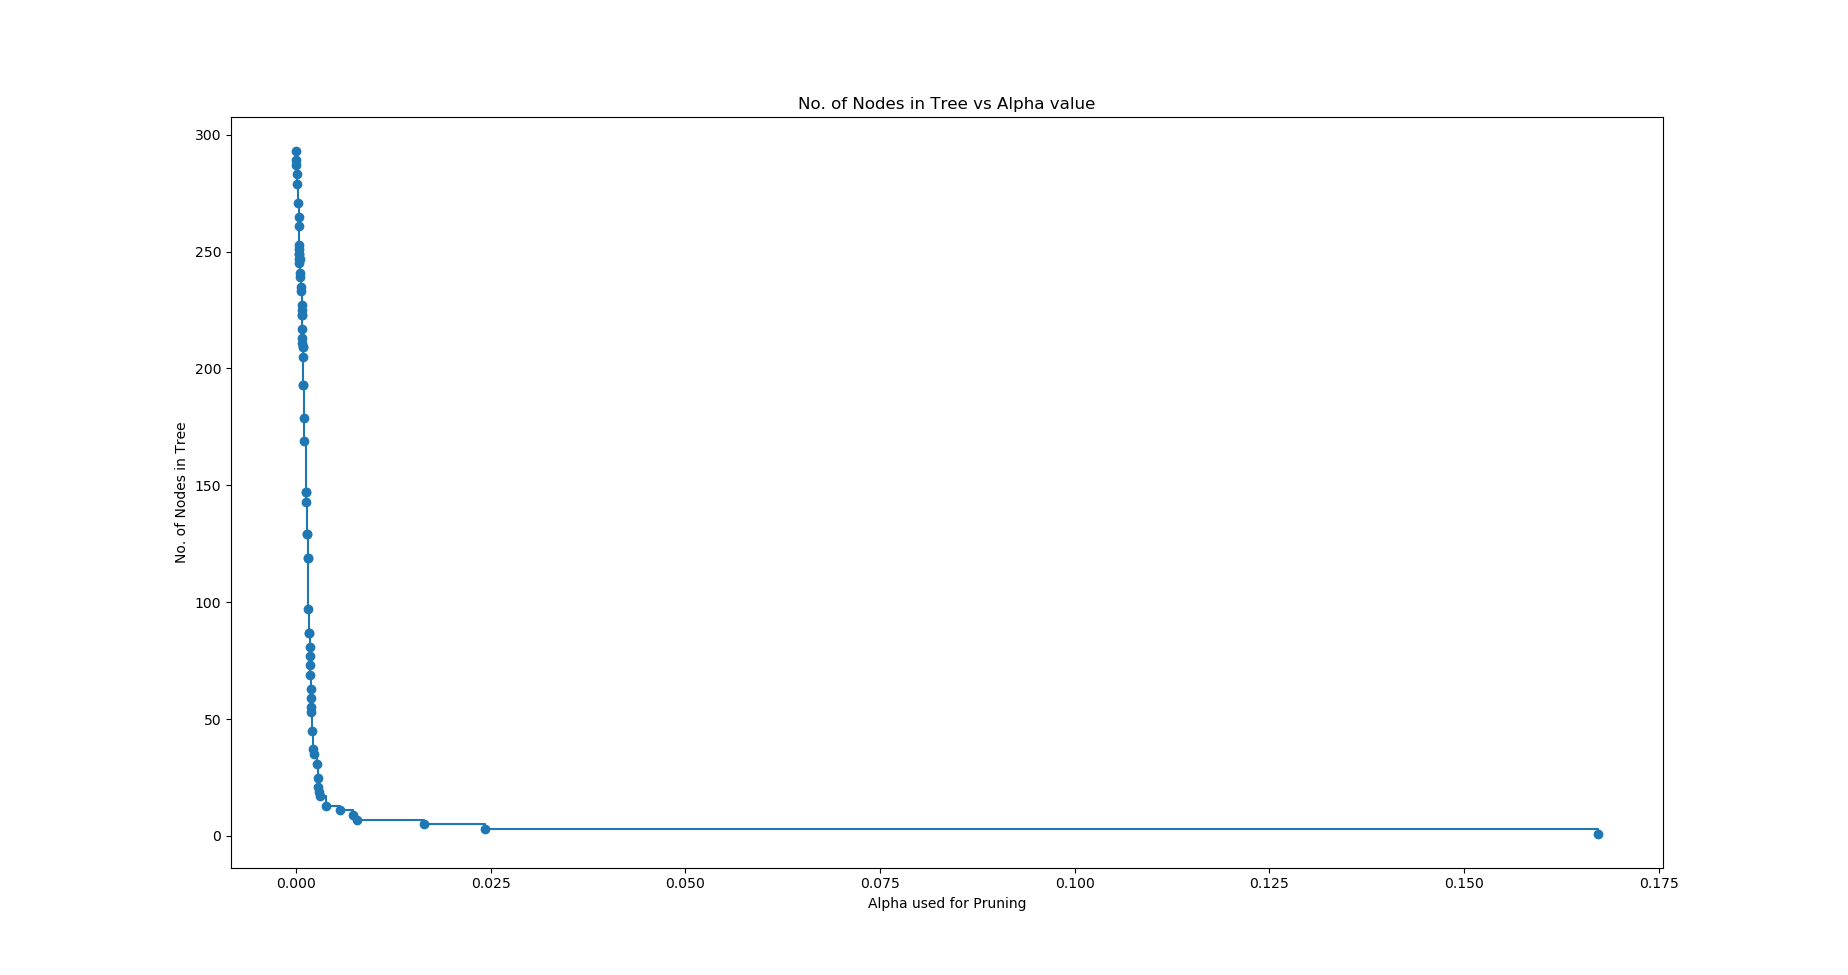 No. of Nodes in Tree vs Alpha value
300
250
200
150
100
50
0
No. of Nodes in Tree
0.000 0.025 0.050 0.075 0.100 0.125 0.150 0.175
Alpha used for Pruning